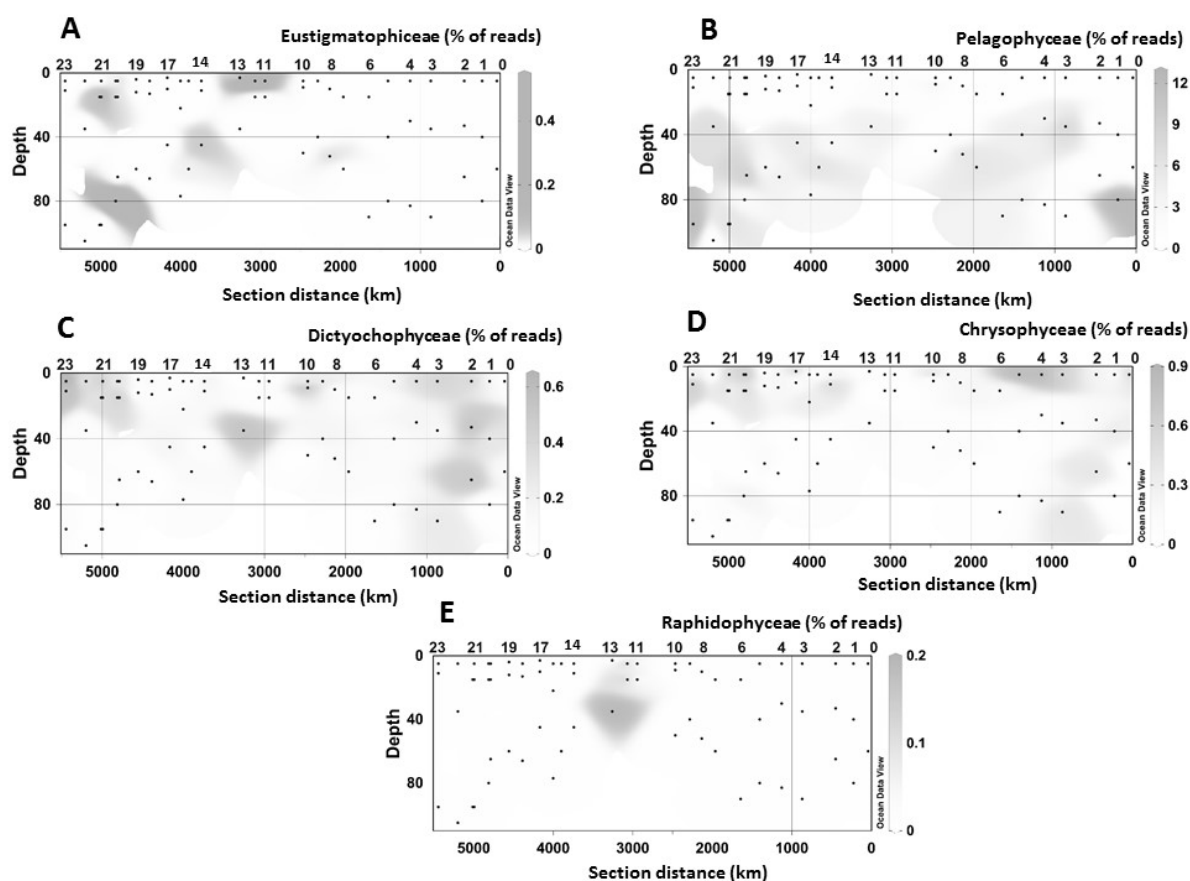 A
Eustigmatophiceae (% of reads)
23 21 19 17 14 13 11 10 8 6 4 3 2 1 0
0
40
80
Depth
5000 4000 3000 2000 1000 0
Section distance (km)
0.4
0.2
0
Ocean Data View
B
Pelagophyceae (% of reads)
23 21 19 17 14 13 11 10 8 6 4 3 2 1 0
0
40
80
Depth
5000 4000 3000 2000 1000 0
Section distance (km)
12
9
6
3
0
Ocean Data View
C
Dictyochophyceae (% of reads)
23 21 19 17 14 13 11 10 8 6 4 3 2 1 0
0
40
80
Depth
5000 4000 3000 2000 1000 0
Section distance (km)
0.6
0.4
0.2
0
Ocean Data View
D
Chrysophyceae (% of reads)
23 21 19 17 14 13 11 10 8 6 4 3 2 1 0
0
40
80
Depth
5000 4000 3000 2000 1000 0
Section distance (km)
0.9
0.6
0.3
0
Ocean Data View
E
Raphidophyceae (% of reads)
23 21 19 17 14 13 11 10 8 6 4 3 2 1 0
0
40
80
Depth
5000 4000 3000 2000 1000 0
Section distance (km)
0.2
0.1
0
Ocean Data View